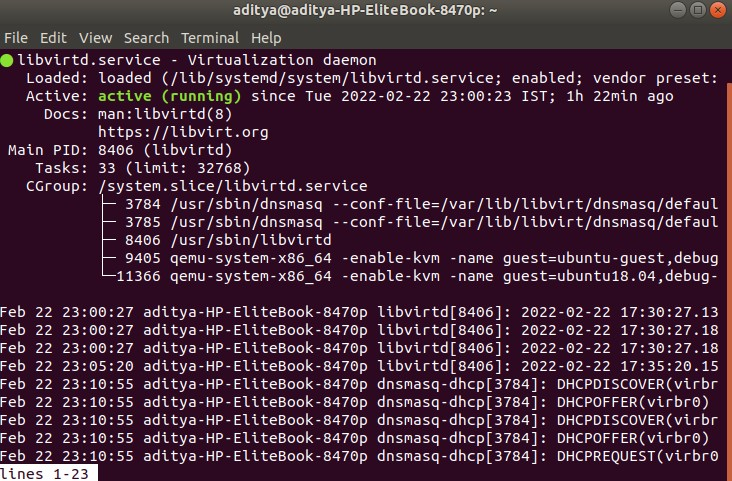 aditya@aditya-HP-EliteBook-8470p: ~
File Edit View Search Terminal Help
libvirtd.service - Virtualization daemon
Loaded: loaded (/lib/systemd/system/libvirtd.service; enabled; vendor preset:
Active: active (running) since Tue 2022-02-22 23:00:23 IST; 1h 22min ago
Docs: man:libvirtd(8)
https://libvirt.org
Main PID: 8406 (libvirtd)
Tasks: 33 (limit: 32768)
CGroup: /system.slice/libvirtd.service
├─ 3784 /usr/sbin/dnsmasq --conf-file=/var/lib/libvirt/dnsmasq/defaul
├─ 3785 /usr/sbin/dnsmasq --conf-file=/var/lib/libvirt/dnsmasq/defaul
├─ 8406 /usr/sbin/libvirtd
├─ 9405 qemu-system-x86_64 -enable-kvm -name guest=ubuntu-guest,debug
└─11366 qemu-system-x86_64 -enable-kvm -name guest=ubuntu18.04,debug-
Feb 22 23:00:27 aditya-HP-EliteBook-8470p libvirtd[8406]: 2022-02-22 17:30:27.13
Feb 22 23:00:27 aditya-HP-EliteBook-8470p libvirtd[8406]: 2022-02-22 17:30:27.18
Feb 22 23:00:27 aditya-HP-EliteBook-8470p libvirtd[8406]: 2022-02-22 17:30:27.18
Feb 22 23:05:20 aditya-HP-EliteBook-8470p libvirtd[8406]: 2022-02-22 17:35:20.15
Feb 22 23:10:55 aditya-HP-EliteBook-8470p dnsmasq-dhcp[3784]: DHCPDISCOVER(virbr
Feb 22 23:10:55 aditya-HP-EliteBook-8470p dnsmasq-dhcp[3784]: DHCPOFFER(virbr0)
Feb 22 23:10:55 aditya-HP-EliteBook-8470p dnsmasq-dhcp[3784]: DHCPDISCOVER(virbr
Feb 22 23:10:55 aditya-HP-EliteBook-8470p dnsmasq-dhcp[3784]: DHCPOFFER(virbr0)
Feb 22 23:10:55 aditya-HP-EliteBook-8470p dnsmasq-dhcp[3784]: DHCPREQUEST(virbr0
lines 1-23